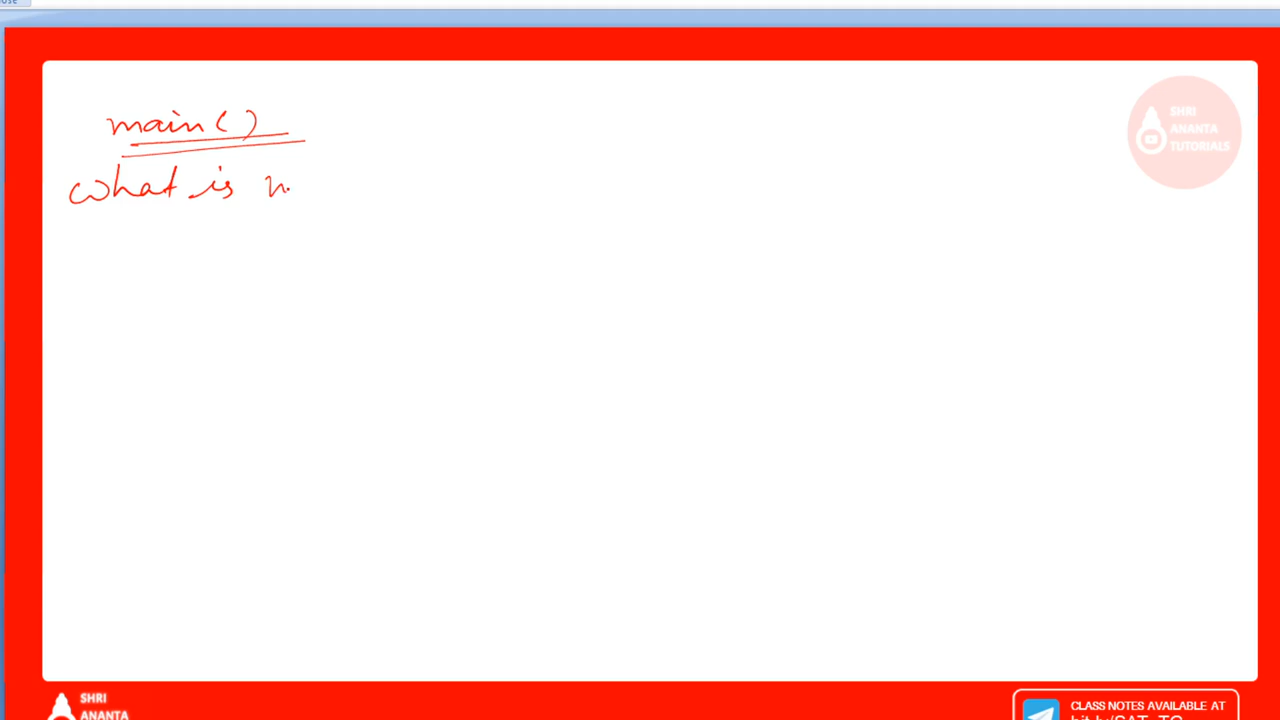 main()
What is
SHRI
ANANTA
TUTORIALS
SHRI
ANANTA
CLASS NOTES AVAILABLE AT